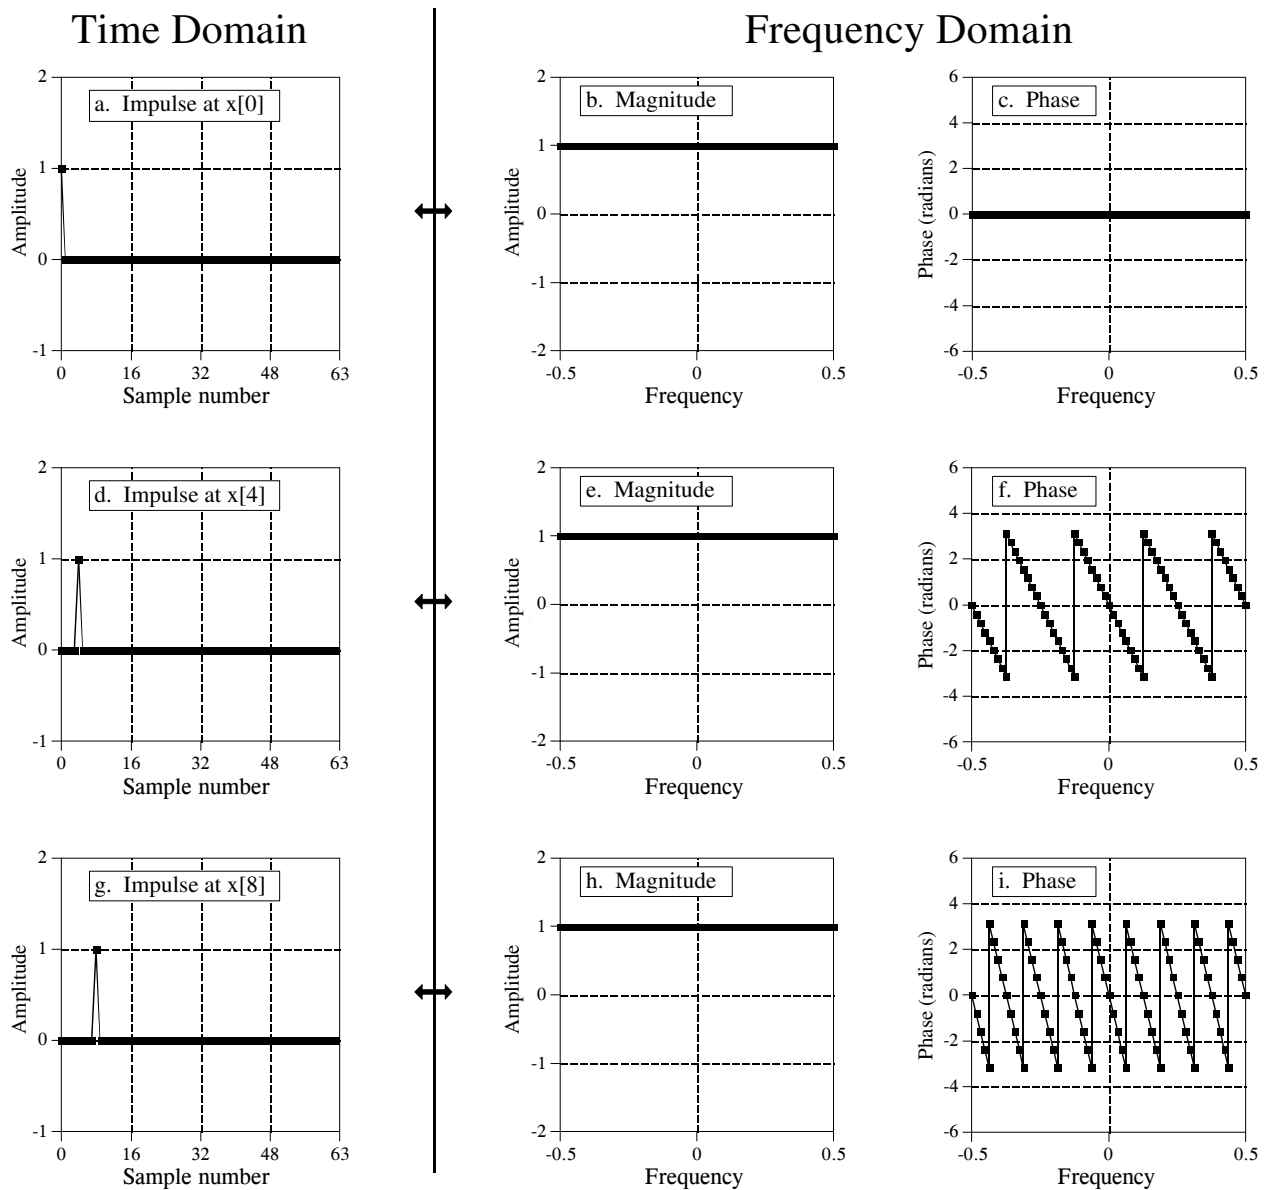 Time Domain
Frequency Domain
a. Impulse at x[0]
2
1
0
-1
Amplitude
0 16 32 48 63
Sample number
b. Magnitude
2
1
0
-1
-2
Amplitude
-0.5 0 0.5
Frequency
c. Phase
6
4
2
0
-2
-4
-6
Phase (radians)
-0.5 0 0.5
Frequency
d. Impulse at x[4]
2
1
0
-1
Amplitude
0 16 32 48 63
Sample number
e. Magnitude
2
1
0
-1
-2
Amplitude
-0.5 0 0.5
Frequency
f. Phase
6
4
2
0
-2
-4
-6
Phase (radians)
-0.5 0 0.5
Frequency
g. Impulse at x[8]
2
1
0
-1
Amplitude
0 16 32 48 63
Sample number
h. Magnitude
2
1
0
-1
-2
Amplitude
-0.5 0 0.5
Frequency
i. Phase
6
4
2
0
-2
-4
-6
Phase (radians)
-0.5 0 0.5
Frequency